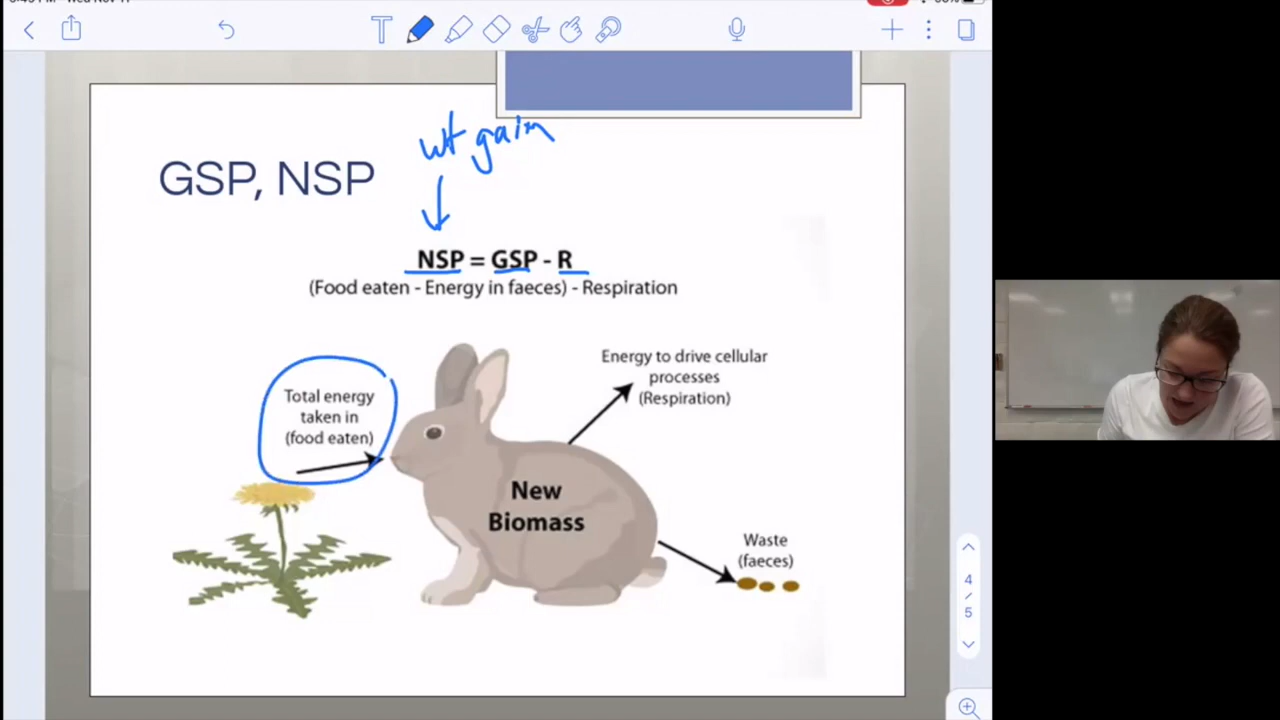 wt gain
GSP, NSP
NSP = GSP - R
(Food eaten - Energy in faeces) - Respiration
Energy to drive cellular
processes
(Respiration)
Total energy
taken in
(food eaten)
New
Biomass
Waste
(faeces)
4
/
5